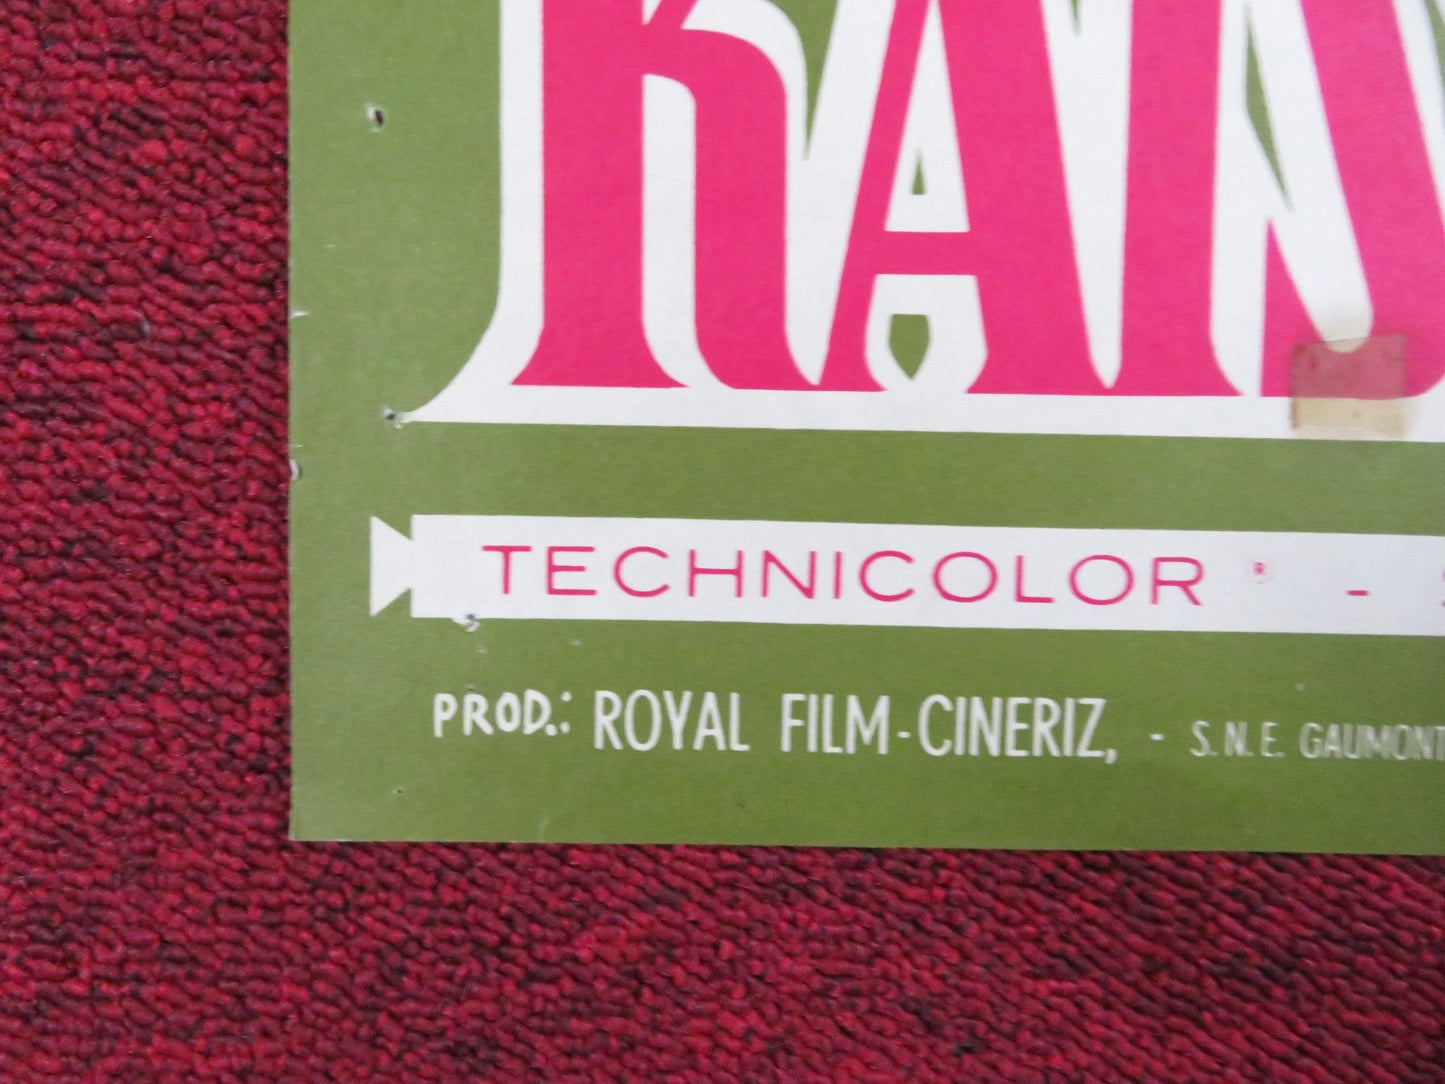 TECHNICOLOR ® -
PROD.: ROYAL FILM - CINERIZ, - S.N.E. GAUMONT